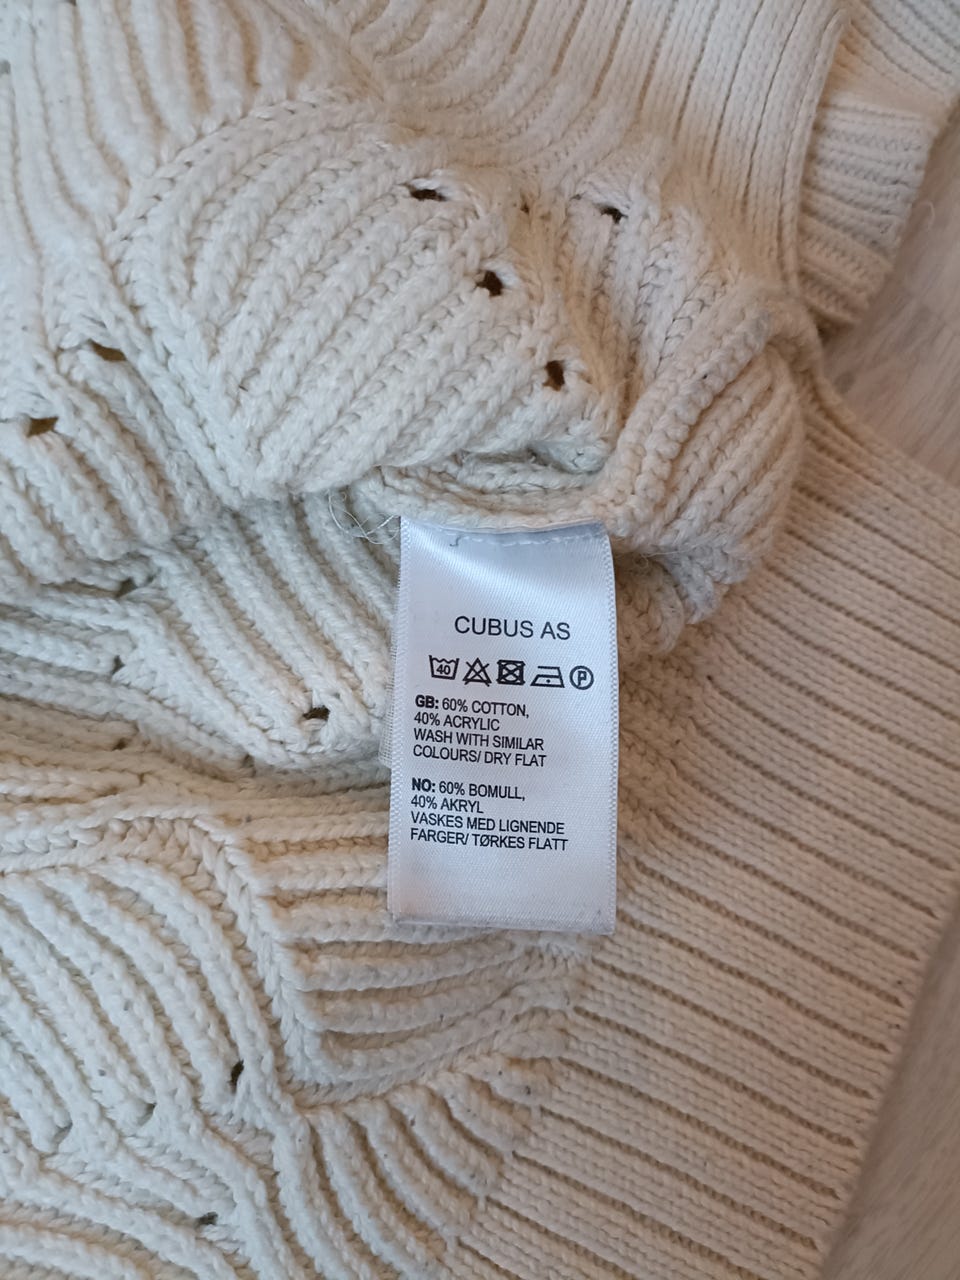 CUBUS AS
40 P
GB: 60% COTTON,
40% ACRYLIC
WASH WITH SIMILAR
COLOURS/ DRY FLAT
NO: 60% BOMULL,
40% AKRYL
VASKES MED LIGNENDE
FARGER/ TØRKES FLATT